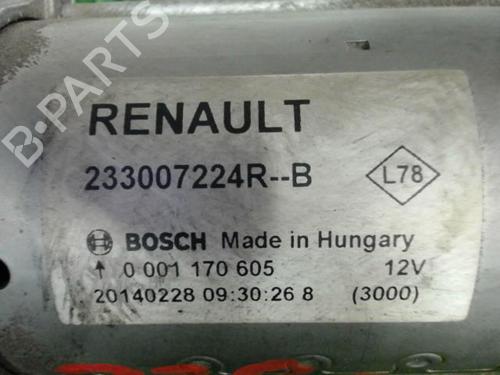 B-PARTS
RENAULT
233007224R--B
L78
BOSCH Made in Hungary
0 001 170 605 12V
20140228 09:30:26 8 (3000)